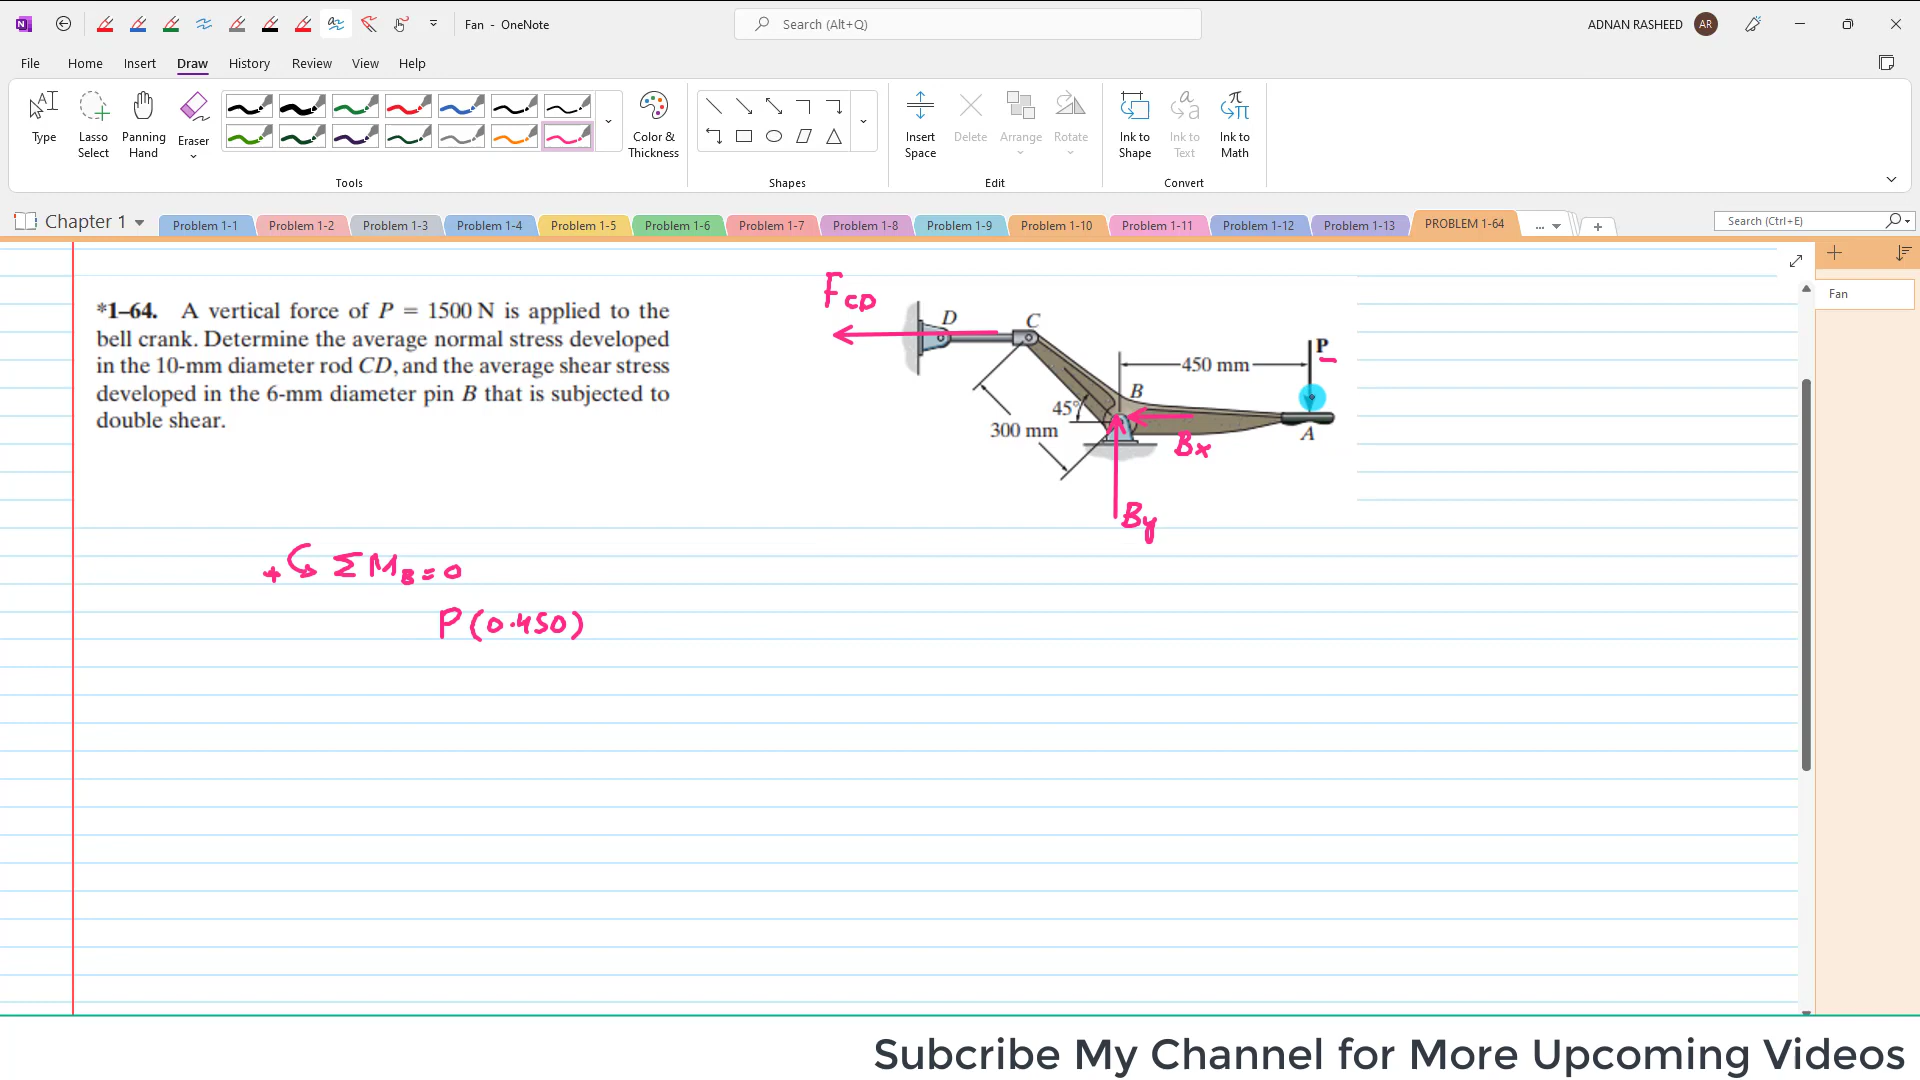 Fan - OneNote
Search (Alt+Q)
ADNAN RASHEED AR
File Home Insert Draw History Review View Help
Type
Lasso Select
Panning Hand
Eraser
Color & Thickness
Insert Space
Delete
Arrange
Rotate
Ink to Shape
Ink to Text
Ink to Math
Tools
Shapes
Edit
Convert
Chapter 1
Problem 1-1 Problem 1-2 Problem 1-3 Problem 1-4 Problem 1-5 Problem 1-6 Problem 1-7 Problem 1-8 Problem 1-9 Problem 1-10 Problem 1-11 Problem 1-12 Problem 1-13 PROBLEM 1-64 ...
Search (Ctrl+E)
Fan
*1–64. A vertical force of P = 1500 N is applied to the
bell crank. Determine the average normal stress developed
in the 10-mm diameter rod CD, and the average shear stress
developed in the 6-mm diameter pin B that is subjected to
double shear.
F CD
D
C
P
450 mm
B
45°
300 mm
A
Bx
By
+ Σ M B = 0
P (0.450)
Subcribe My Channel for More Upcoming Videos